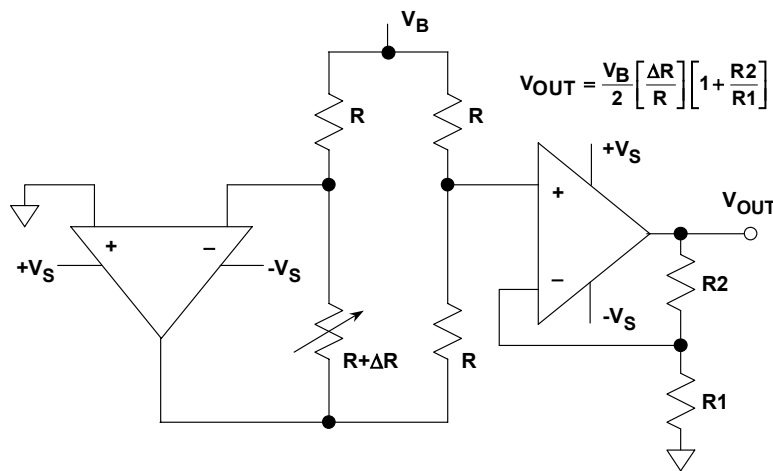 V_B
V_OUT = V_B/2 [ΔR/R] [1 + R2/R1]
R
R
+V_S
V_OUT
+
−
+V_S
-V_S
+
−
R2
-V_S
R+ΔR
R
R1